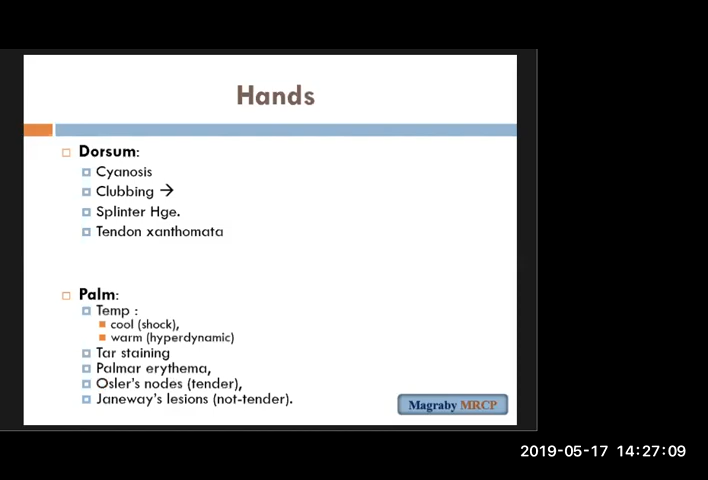 Hands
Dorsum:
Cyanosis
Clubbing →
Splinter Hge.
Tendon xanthomata
Palm:
Temp :
cool (shock),
warm (hyperdynamic)
Tar staining
Palmar erythema,
Osler's nodes (tender),
Janeway's lesions (not-tender).
Magraby MRCP
2019-05-17 14:27:09